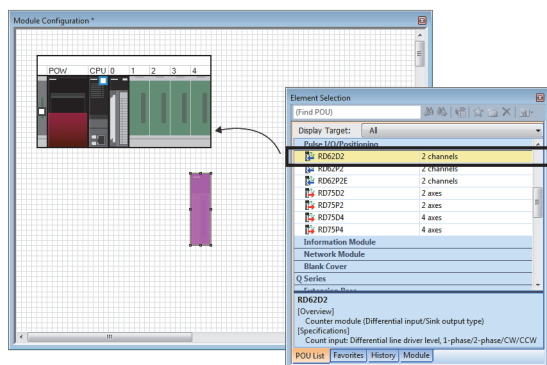 Module Configuration *
POW CPU 0 1 2 3 4
Element Selection
(Find POU)
Display Target: All
Pulse I/O/Positioning
RD62D2 2 channels
RD62P2 2 channels
RD62P2E 2 channels
RD75D2 2 axes
RD75P2 2 axes
RD75D4 4 axes
RD75P4 4 axes
Information Module
Network Module
Blank Cover
Q Series
Extension Base
RD62D2
[Overview]
Counter module (Differential input/Sink output type)
[Specifications]
Count input: Differential line driver level, 1-phase/2-phase/CW/CCW
POU List Favorites History Module